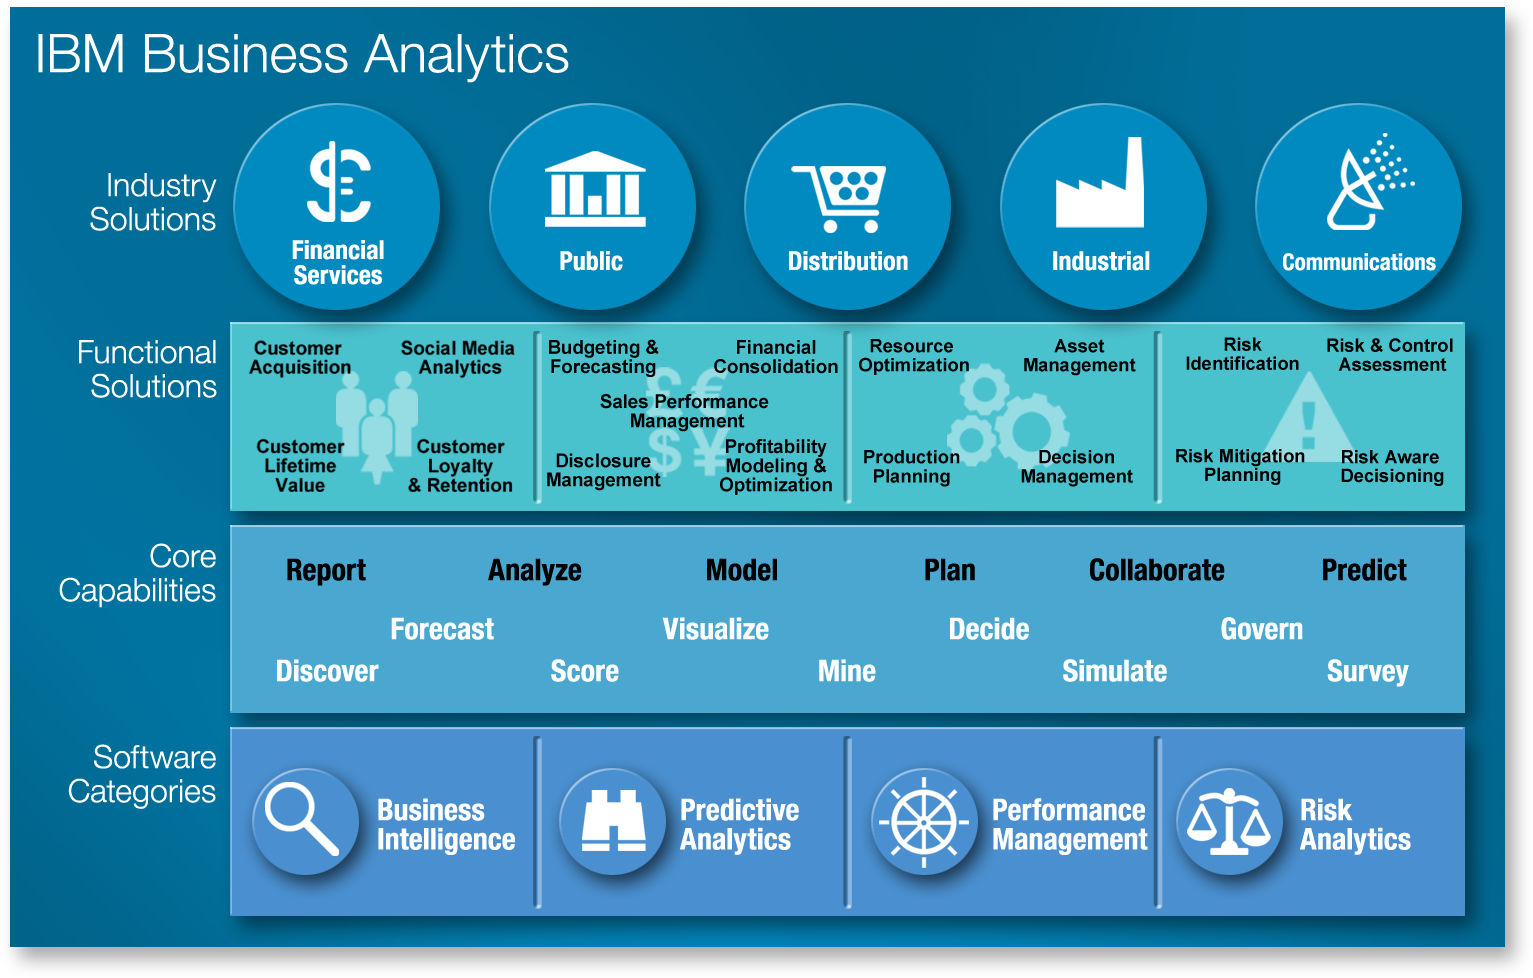 IBM Business Analytics
Industry
Solutions
Financial
Services
Public
Distribution
Industrial
Communications
Functional
Solutions
Customer
Acquisition
Social Media
Analytics
Customer
Lifetime
Value
Customer
Loyalty
& Retention
Budgeting &
Forecasting
Financial
Consolidation
Sales Performance
Management
Disclosure
Management
Profitability
Modeling &
Optimization
Resource
Optimization
Asset
Management
Production
Planning
Decision
Management
Risk
Identification
Risk & Control
Assessment
Risk Mitigation
Planning
Risk Aware
Decisioning
Core
Capabilities
Report Analyze Model Plan Collaborate Predict
Forecast Visualize Decide Govern
Discover Score Mine Simulate Survey
Software
Categories
Business
Intelligence
Predictive
Analytics
Performance
Management
Risk
Analytics